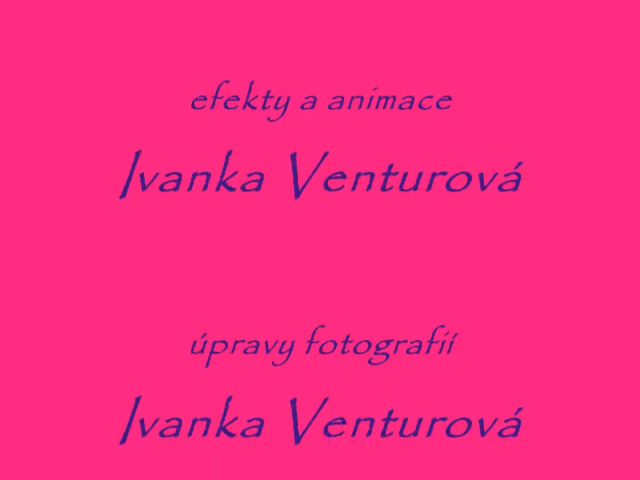 efekty a animace
Ivanka Venturová
úpravy fotografií
Ivanka Venturová